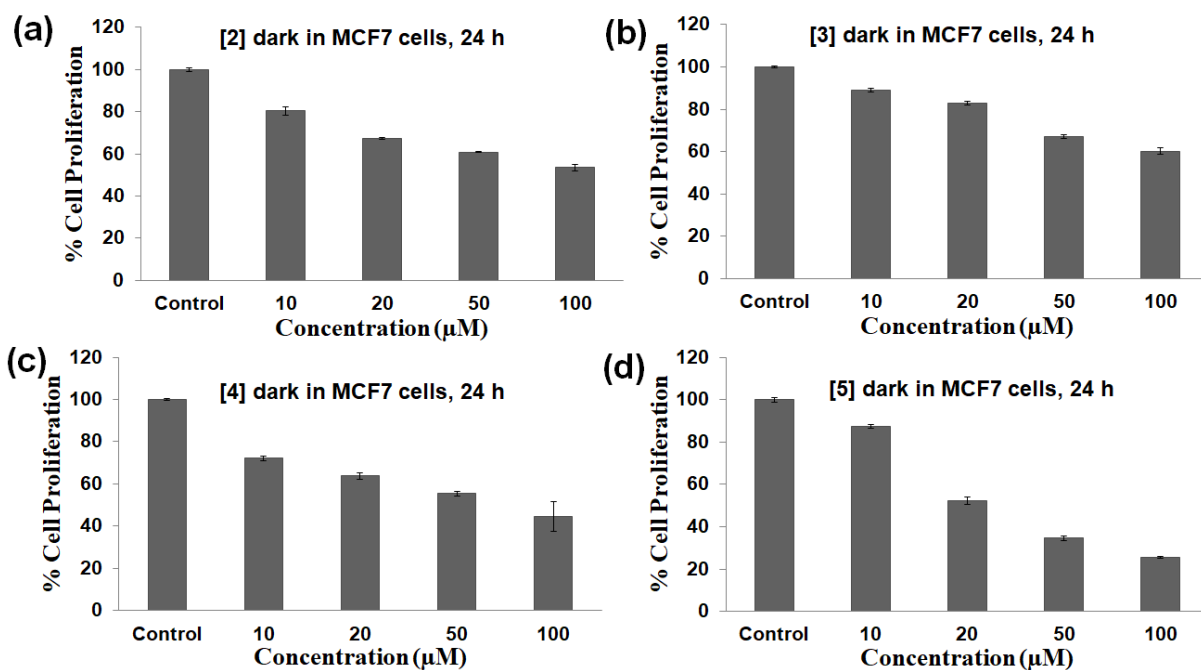 (a)
[2] dark in MCF7 cells, 24 h
% Cell Proliferation
120
100
80
60
40
20
0
Control 10 20 50 100
Concentration (µM)
(b)
[3] dark in MCF7 cells, 24 h
% Cell Proliferation
120
100
80
60
40
20
0
Control 10 20 50 100
Concentration (µM)
(c)
[4] dark in MCF7 cells, 24 h
% Cell Proliferation
120
100
80
60
40
20
0
Control 10 20 50 100
Concentration (µM)
(d)
[5] dark in MCF7 cells, 24 h
% Cell Proliferation
120
100
80
60
40
20
0
Control 10 20 50 100
Concentration (µM)